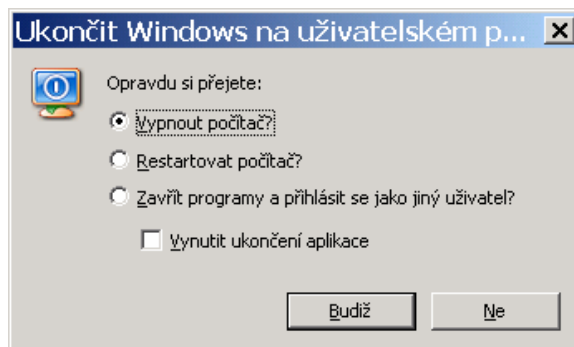 Ukončit Windows na uživatelském p...
Opravdu si přejete:
Vypnout počítač?
Restartovat počítač?
Zavřít programy a přihlásit se jako jiný uživatel?
Vynutit ukončení aplikace
Budiž
Ne